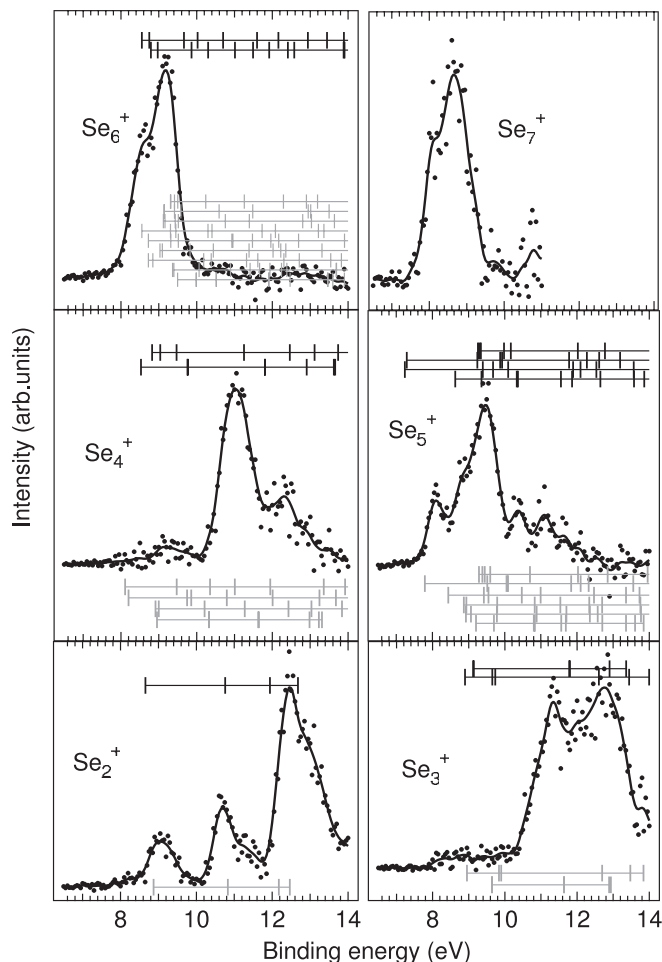 Se6+
Se7+
Se4+
Se5+
Se2+
Se3+
Intensity (arb.units)
8 10 12 14 8 10 12 14
Binding energy (eV)